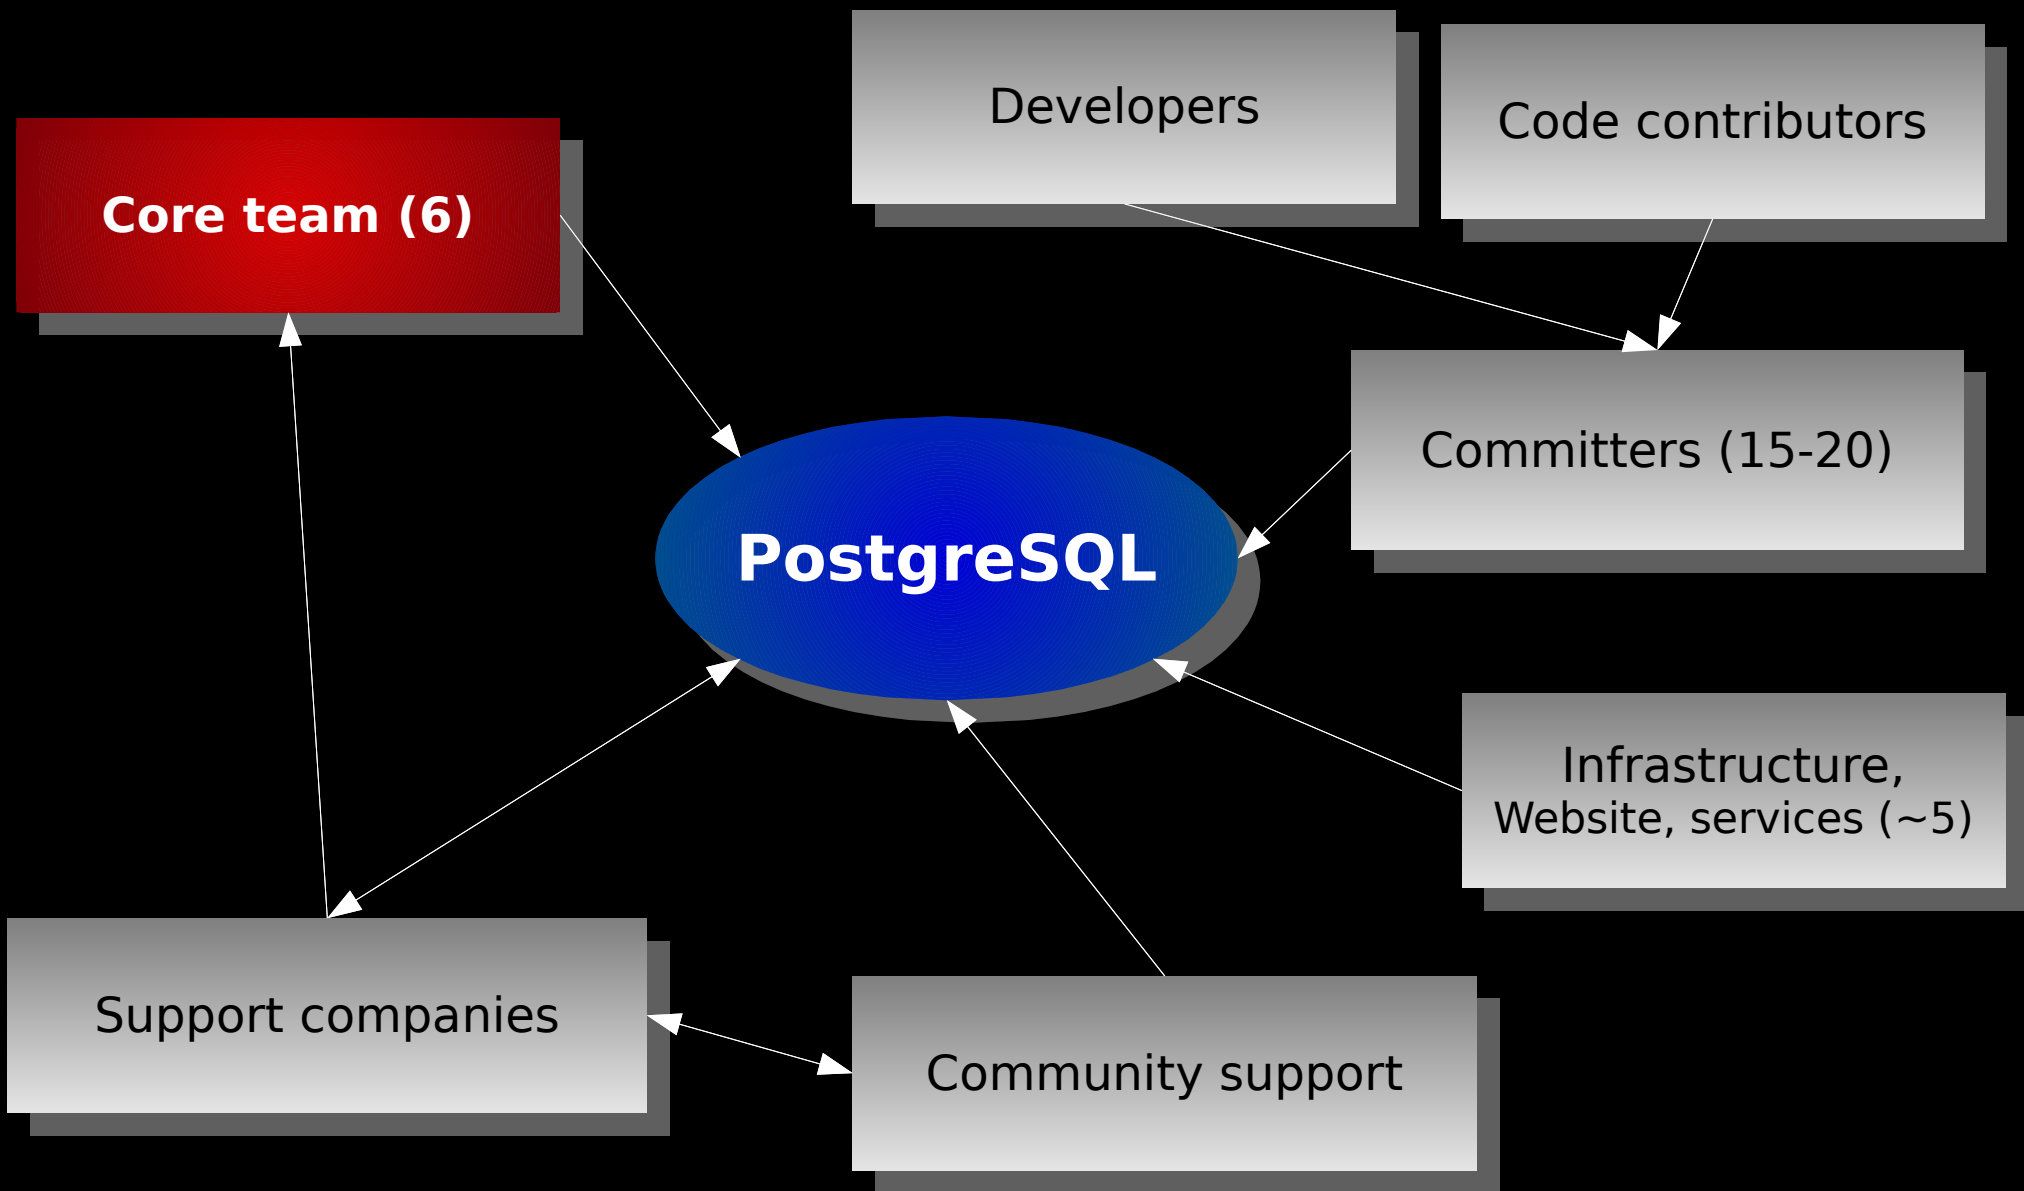 Developers
Code contributors
Core team (6)
Committers (15-20)
PostgreSQL
Infrastructure,
Website, services (~5)
Support companies
Community support